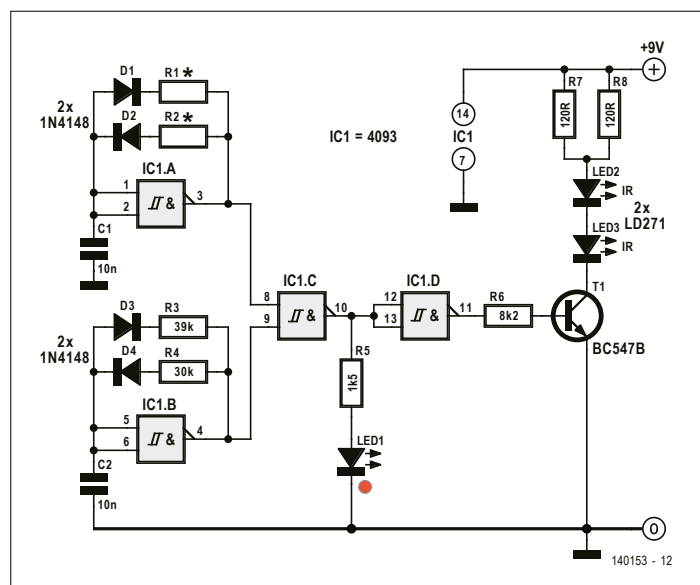 +9V
D1
R1 *
R7
R8
2x
1N4148
D2
R2 *
120R
120R
14
IC1 = 4093
IC1
7
IC1.A
1
2
&
3
LED2
IR
2x
LD271
LED3
IR
C1
10n
IC1.C
8
9
&
10
IC1.D
12
13
&
11
R6
8k2
T1
BC547B
D3
R3
39k
2x
1N4148
D4
R4
30k
R5
1k5
IC1.B
5
6
&
4
LED1
C2
10n
0
140153 - 12